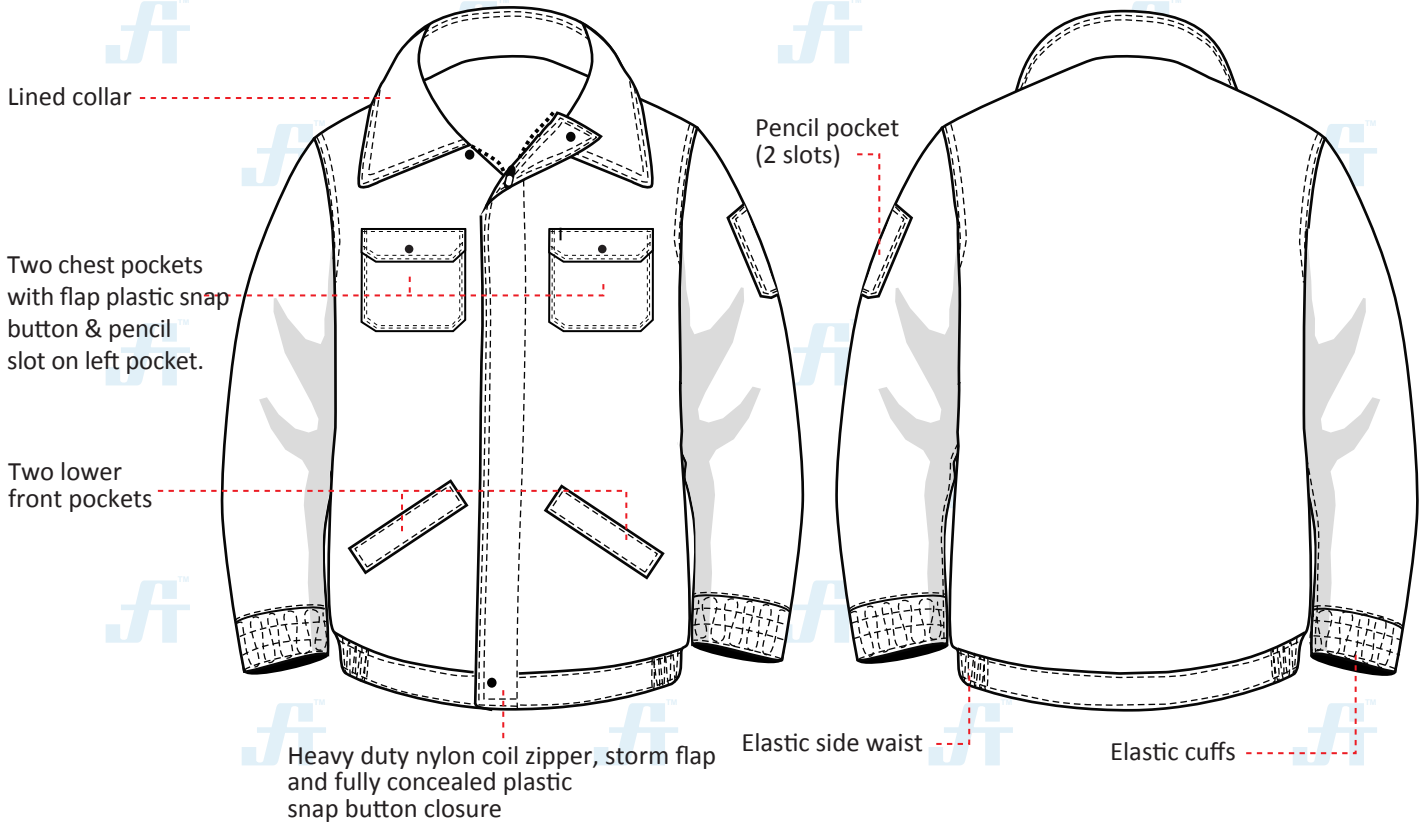 Lined collar
Two chest pockets
with flap plastic snap
button & pencil
slot on left pocket.
Two lower
front pockets
Heavy duty nylon coil zipper, storm flap
and fully concealed plastic
snap button closure
Pencil pocket
(2 slots)
Elastic side waist
Elastic cuffs